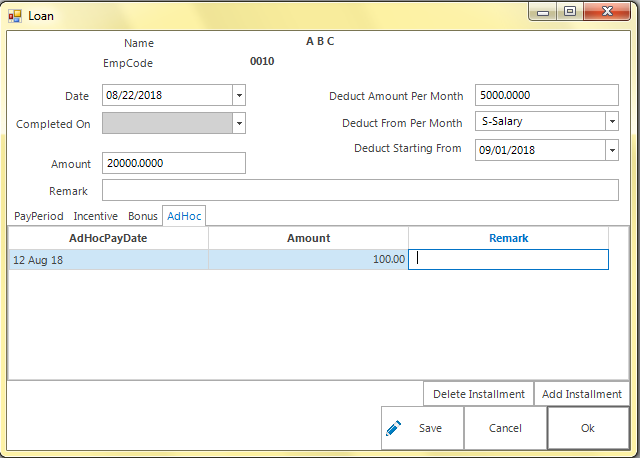 Loan
Name A B C
EmpCode 0010
Date 08/22/2018 Deduct Amount Per Month 5000.0000
Completed On Deduct From Per Month S-Salary
Deduct Starting From 09/01/2018
Amount 20000.0000
Remark
PayPeriod Incentive Bonus AdHoc
AdHocPayDate Amount Remark
12 Aug 18 100.00
Delete Installment Add Installment
Save Cancel Ok